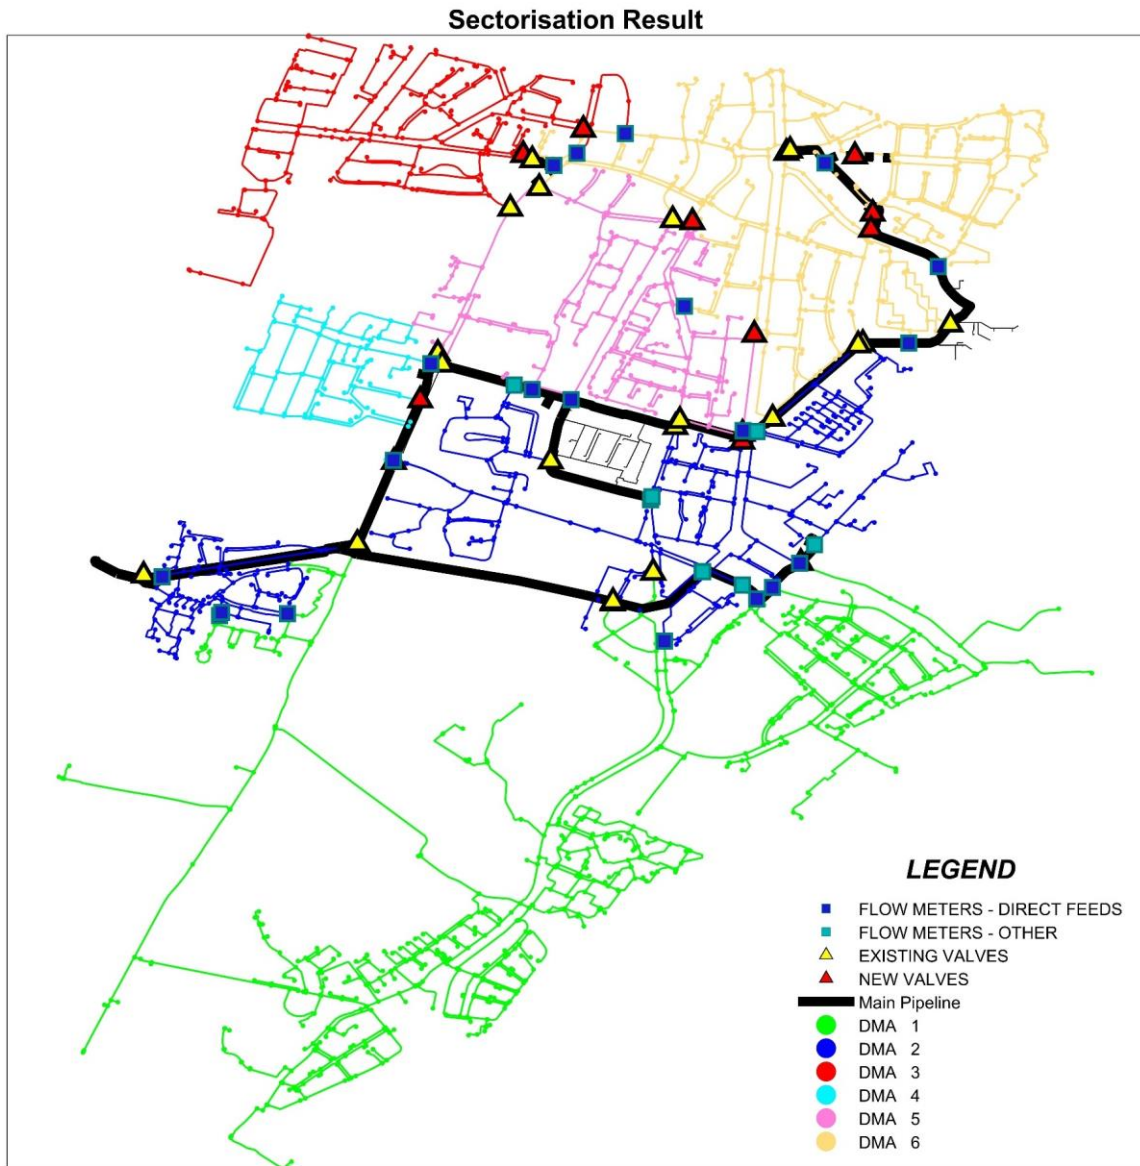 Sectorisation Result
LEGEND
FLOW METERS - DIRECT FEEDS
FLOW METERS - OTHER
EXISTING VALVES
NEW VALVES
Main Pipeline
DMA 1
DMA 2
DMA 3
DMA 4
DMA 5
DMA 6